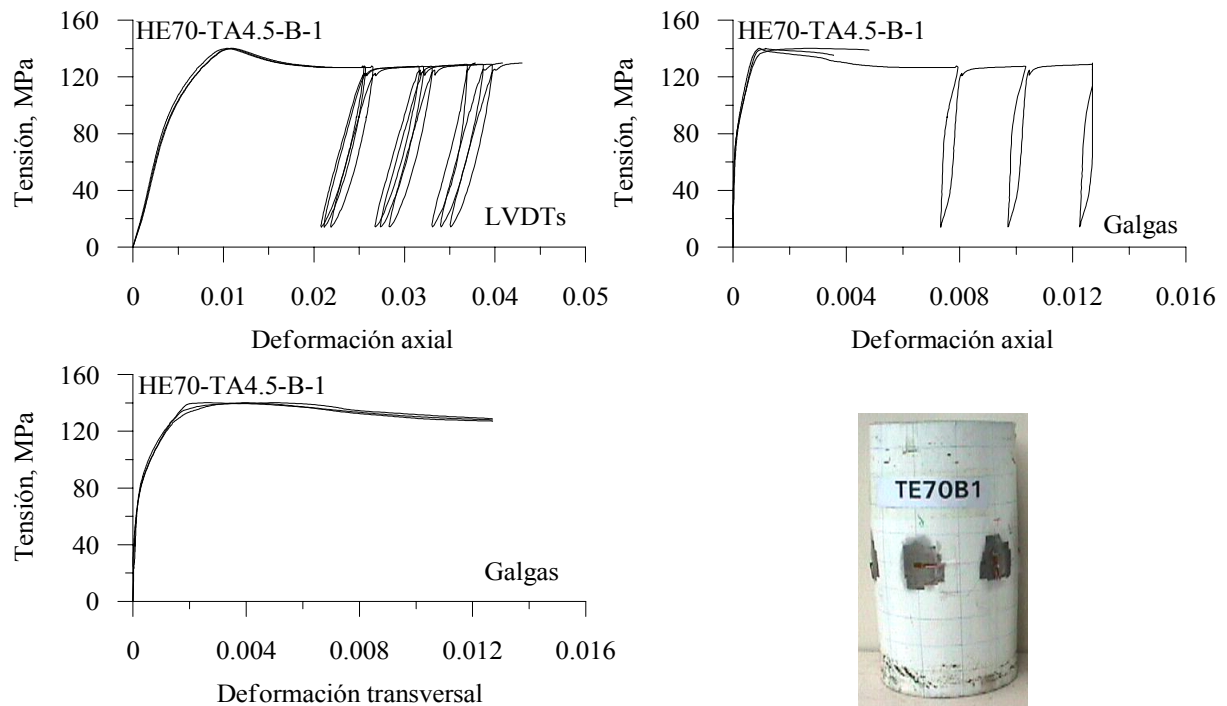 HE70-TA4.5-B-1
Tensión, MPa
160
120
80
40
0
LVDTs
0 0.01 0.02 0.03 0.04 0.05
Deformación axial
HE70-TA4.5-B-1
Tensión, MPa
160
120
80
40
0
Galgas
0 0.004 0.008 0.012 0.016
Deformación axial
HE70-TA4.5-B-1
Tensión, MPa
160
120
80
40
0
Galgas
0 0.004 0.008 0.012 0.016
Deformación transversal
TE70B1